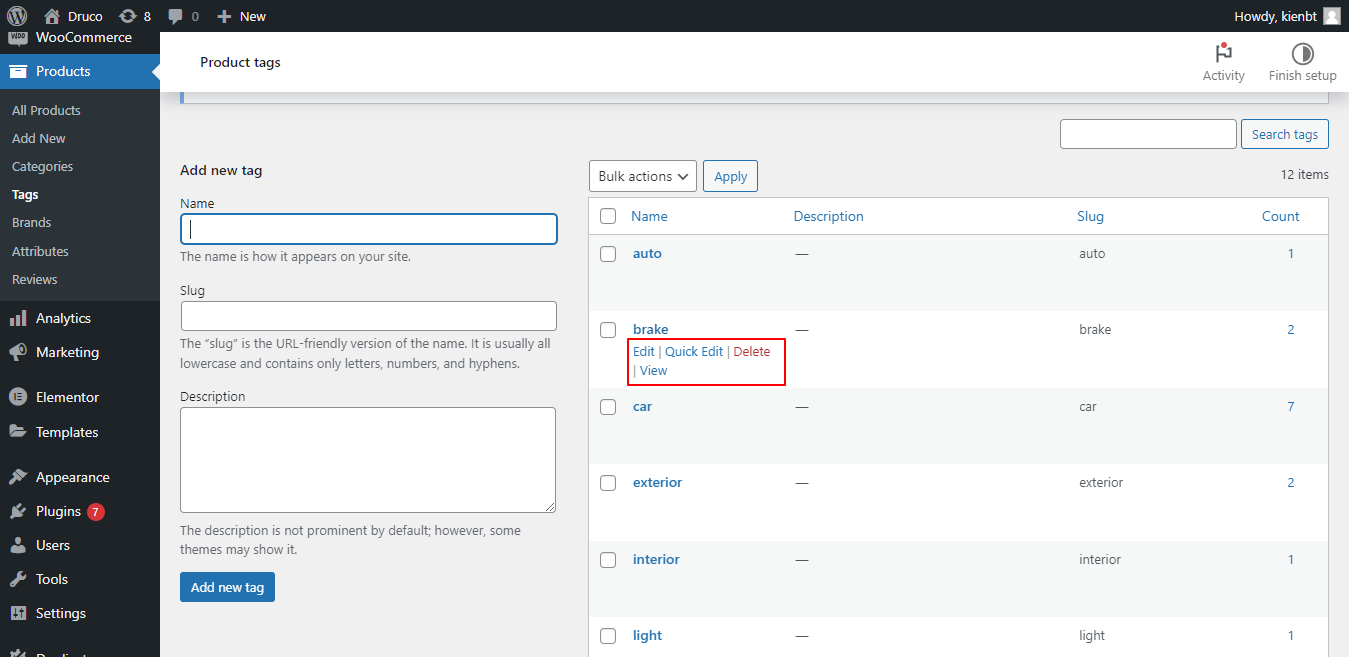 Druco 8 0 New Howdy, kienbt
WooCommerce
Products
All Products
Add New
Categories
Tags
Brands
Attributes
Reviews
Analytics
Marketing
Elementor
Templates
Appearance
Plugins 7
Users
Tools
Settings
Product tags
Activity
Finish setup
Search tags
Add new tag
Name
The name is how it appears on your site.
Slug
The “slug” is the URL-friendly version of the name. It is usually all
lowercase and contains only letters, numbers, and hyphens.
Description
The description is not prominent by default; however, some
themes may show it.
Add new tag
Bulk actions Apply 12 items
Name Description Slug Count
auto — auto 1
brake — brake 2
Edit | Quick Edit | Delete
| View
car — car 7
exterior — exterior 2
interior — interior 1
light — light 1